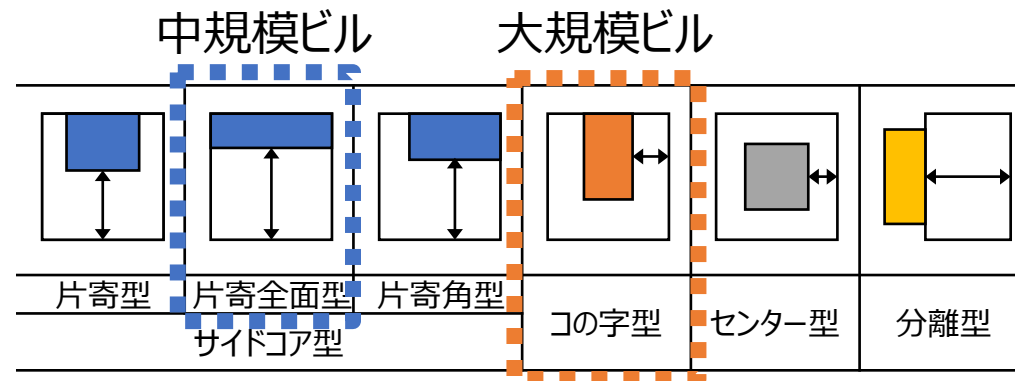 中規模ビル
大規模ビル
片寄型
片寄全面型
片寄角型
サイドコア型
コの字型
センター型
分離型